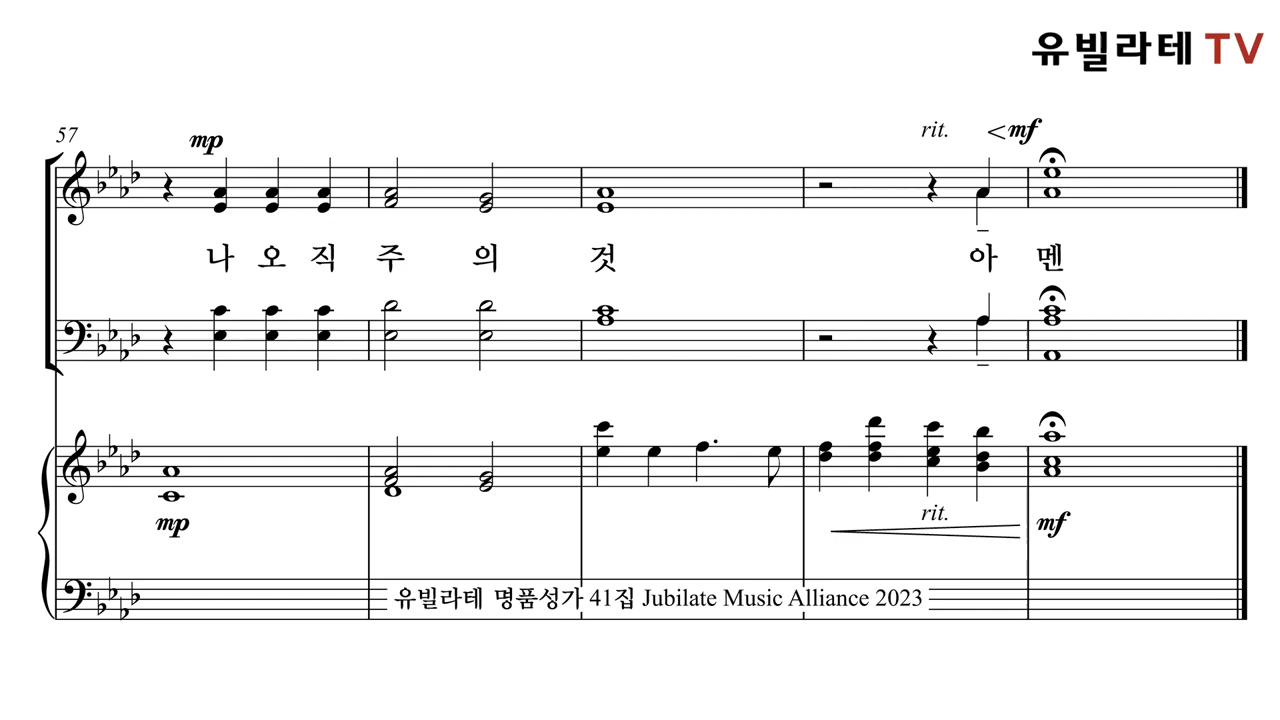 유빌라테 TV
57
mp
rit.
mf
나 오 직 주 의 것 아 멘
mp
rit.
mf
유빌라테 명품성가 41집 Jubilate Music Alliance 2023